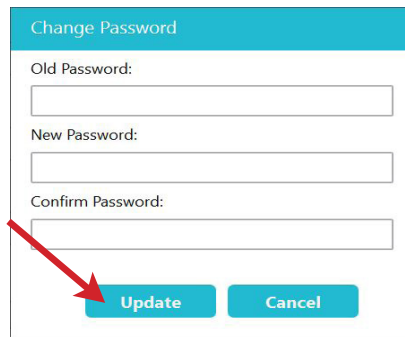 Change Password
Old Password:
New Password:
Confirm Password:
Update Cancel